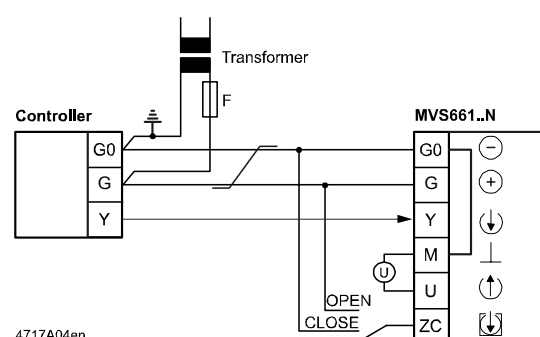 Transformer
F
Controller
MVS661..N
G0
G0
G
G
Y
Y
M
U
U
OPEN
CLOSE
ZC
4717A04en